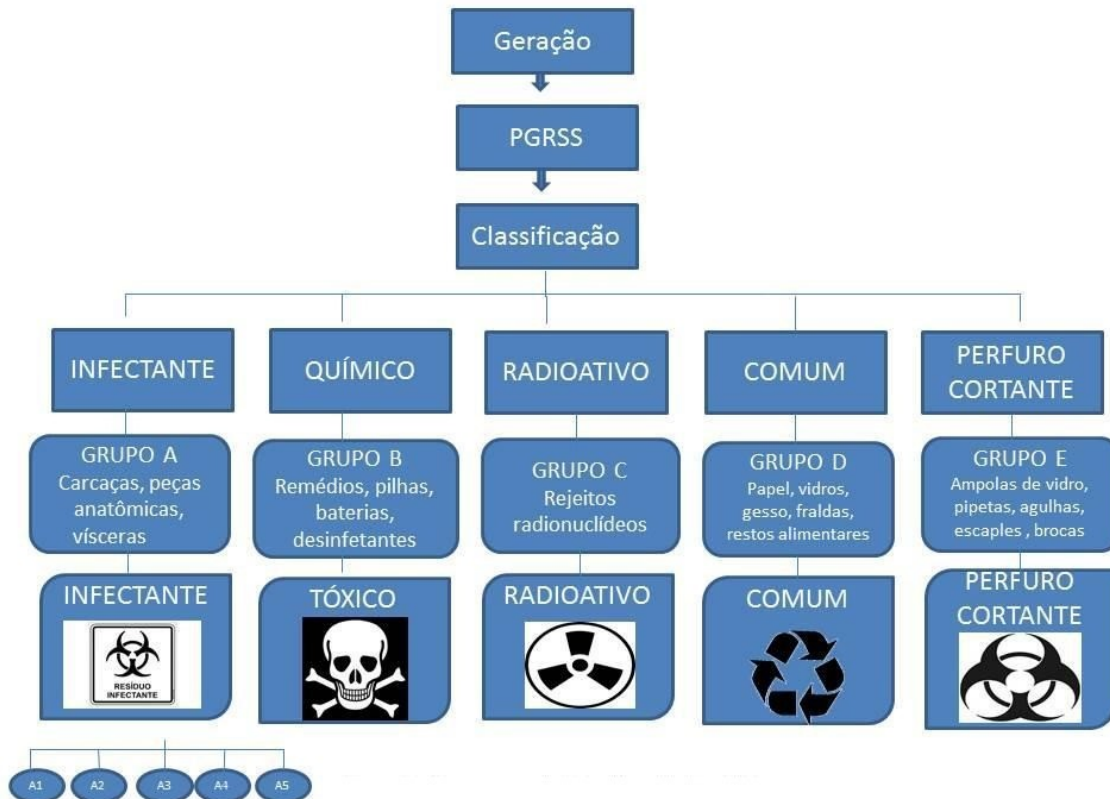 Geração
PGRSS
Classificação
INFECTANTE
QUÍMICO
RADIOATIVO
COMUM
PERFURO
CORTANTE
GRUPO A
Carcaças, peças
anatômicas,
vísceras
GRUPO B
Remédios, pilhas,
baterias,
desinfetantes
GRUPO C
Rejeitos
radionuclídeos
GRUPO D
Papel, vidros,
gesso, fraldas,
restos alimentares
GRUPO E
Ampolas de vidro,
pipetas, agulhas,
escaples , brocas
INFECTANTE
RESÍDUO
INFECTANTE
TÓXICO
RADIOATIVO
COMUM
PERFURO
CORTANTE
A1
A2
A3
A4
A5